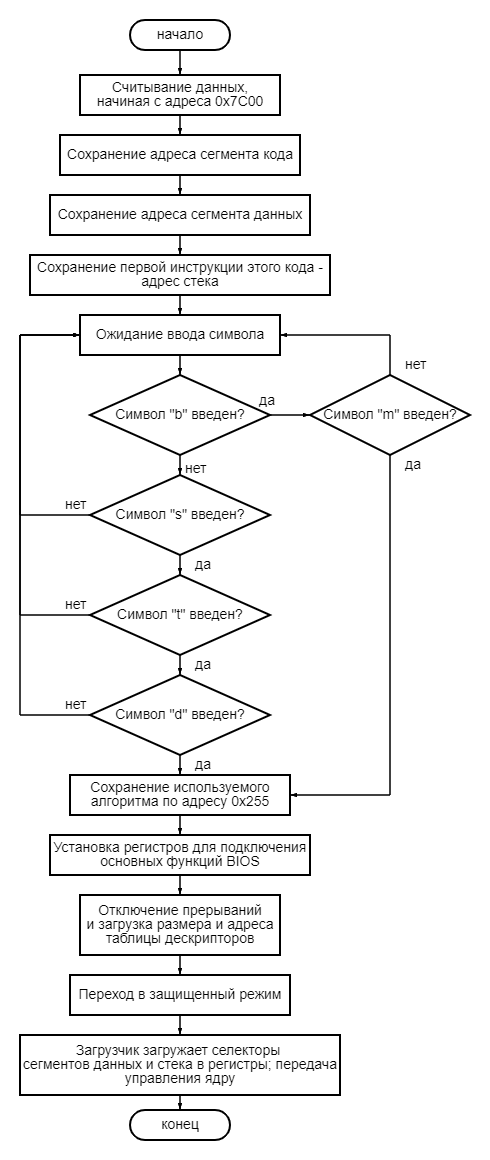 начало
Считывание данных,
начиная с адреса 0x7C00
Сохранение адреса сегмента кода
Сохранение адреса сегмента данных
Сохранение первой инструкции этого кода -
адрес стека
Ожидание ввода символа
нет
Символ "b" введен?
да
Символ "m" введен?
нет
да
нет
Символ "s" введен?
да
нет
Символ "t" введен?
да
нет
Символ "d" введен?
да
Сохранение используемого
алгоритма по адресу 0x255
Установка регистров для подключения
основных функций BIOS
Отключение прерываний
и загрузка размера и адреса
таблицы дескрипторов
Переход в защищенный режим
Загрузчик загружает селекторы
сегментов данных и стека в регистры; передача
управления ядру
конец